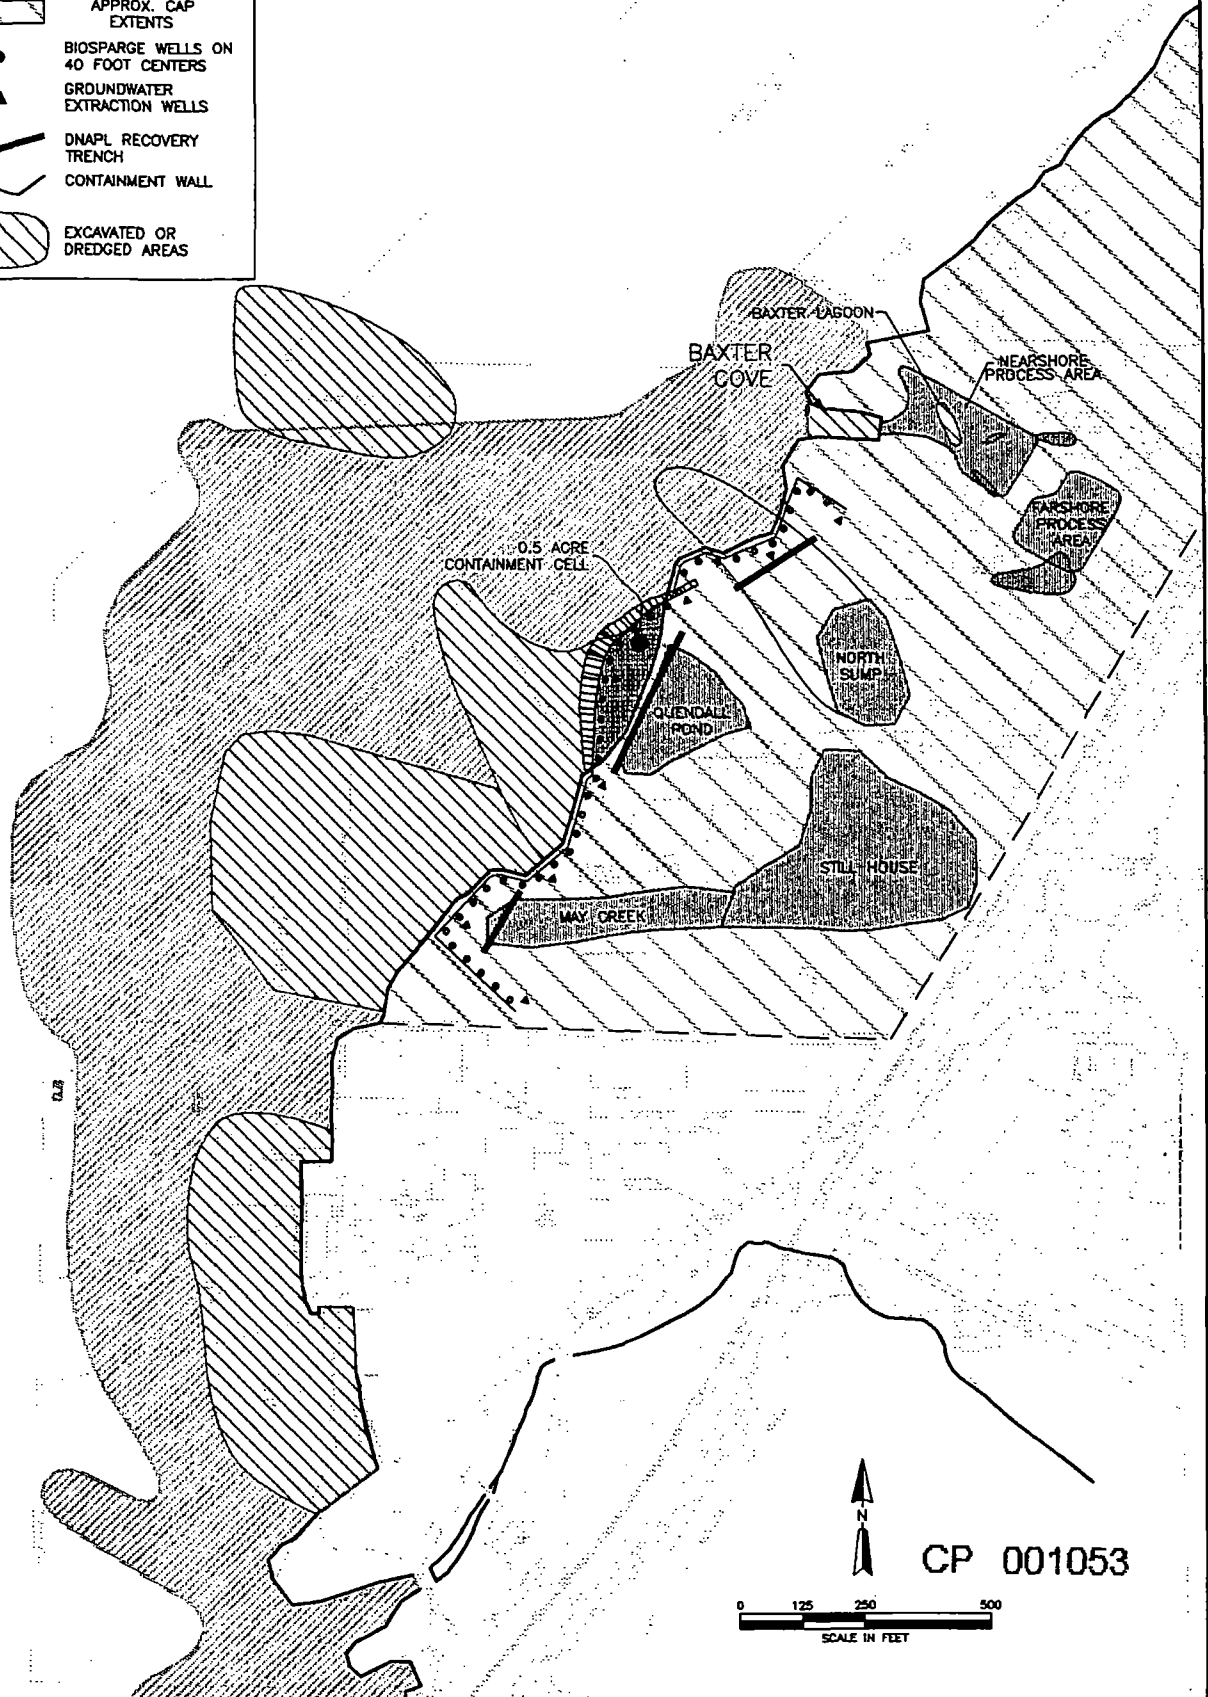 APPROX. CAP
EXTENTS
BIOSPARGE WELLS ON
40 FOOT CENTERS
GROUNDWATER
EXTRACTION WELLS
DNAPL RECOVERY
TRENCH
CONTAINMENT WALL
EXCAVATED OR
DREDGED AREAS
BAXTER LAGOON
BAXTER
COVE
NEARSHORE
PROCESS AREA
FARSHORE
PROCESS
AREA
0.5 ACRE
CONTAINMENT CELL
NORTH
SUMP
QUENDALL
POND
STILL HOUSE
MAY CREEK
N
CP 001053
0 125 250 500
SCALE IN FEET